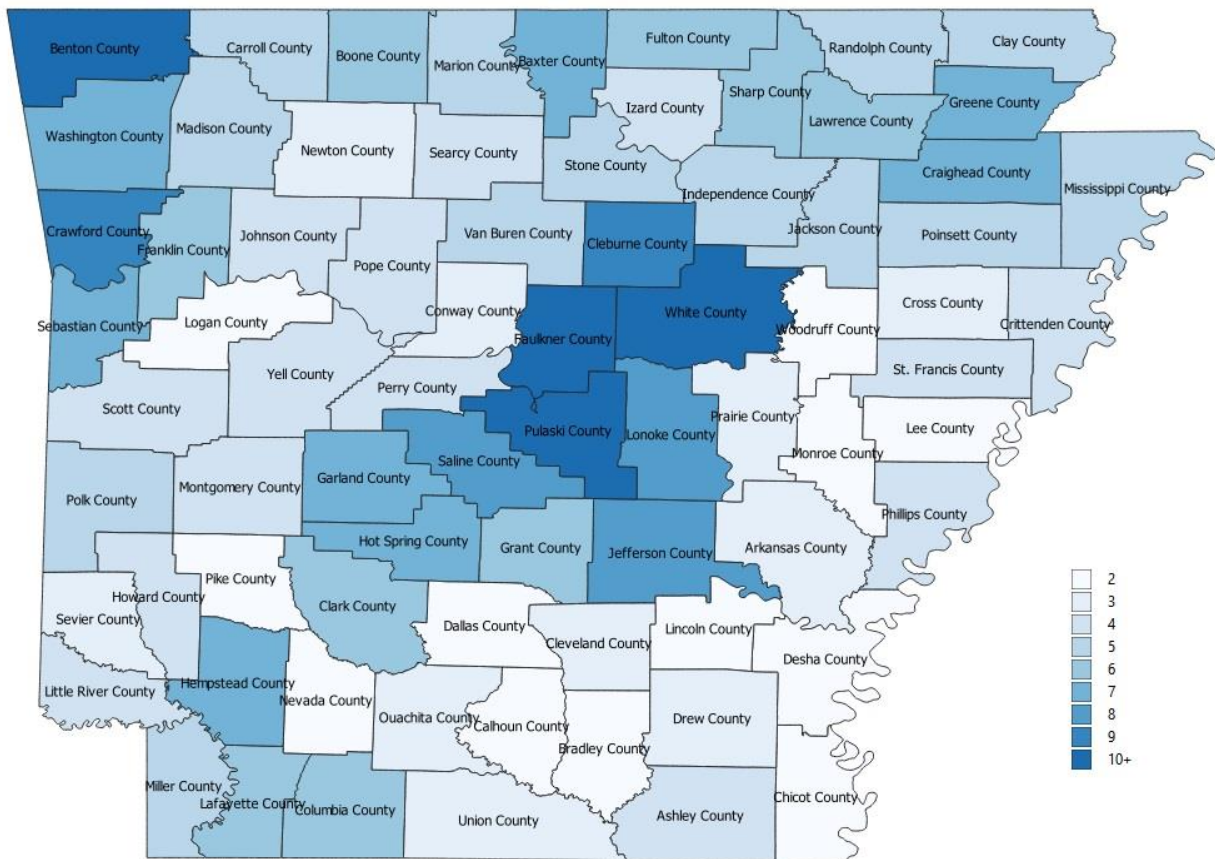 Benton County
Carroll County
Boone County
Marion County
Baxter County
Fulton County
Randolph County
Clay County
Sharp County
Izard County
Greene County
Lawrence County
Washington County
Madison County
Newton County
Searcy County
Stone County
Independence County
Craighead County
Mississippi County
Crawford County
Franklin County
Johnson County
Pope County
Van Buren County
Cleburne County
Jackson County
Poinsett County
Sebastian County
Logan County
Conway County
Faulkner County
White County
Woodruff County
Cross County
Crittenden County
Scott County
Yell County
Perry County
St. Francis County
Pulaski County
Lonoke County
Prairie County
Monroe County
Lee County
Polk County
Montgomery County
Garland County
Saline County
Phillips County
Hot Spring County
Grant County
Jefferson County
Arkansas County
Howard County
Pike County
Clark County
Sevier County
Dallas County
Cleveland County
Lincoln County
Desha County
Little River County
Hempstead County
Nevada County
Ouachita County
Calhoun County
Bradley County
Drew County
Miller County
Lafayette County
Columbia County
Union County
Ashley County
Chicot County
2
3
4
5
6
7
8
9
10+